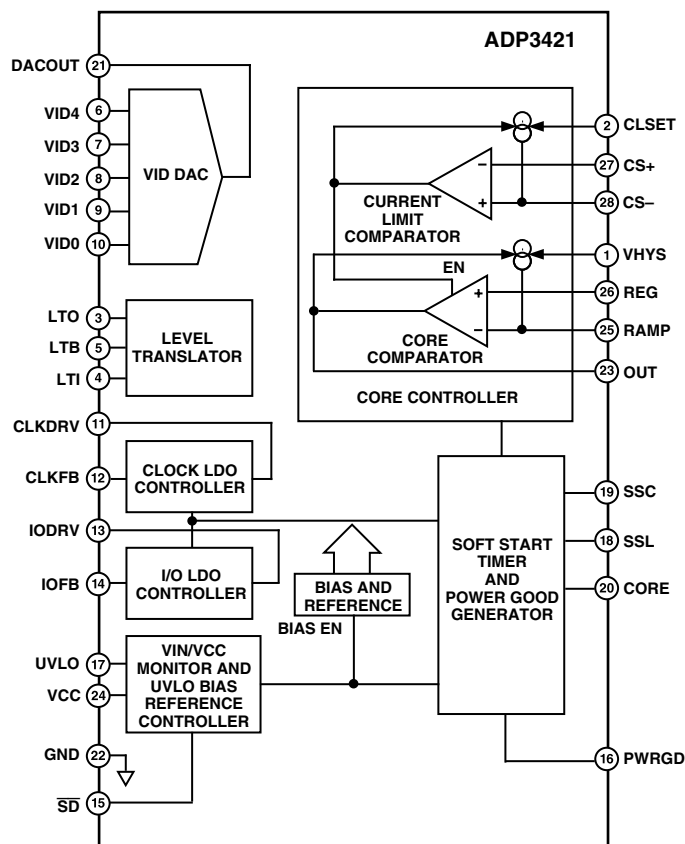 ADP3421
DACOUT 21
VID4 6
VID3 7
VID2 8
VID1 9
VID0 10
VID DAC
LTO 3
LTB 5
LTI 4
LEVEL
TRANSLATOR
CLKDRV 11
CLKFB 12
CLOCK LDO
CONTROLLER
IODRV 13
IOFB 14
I/O LDO
CONTROLLER
BIAS AND
REFERENCE
BIAS EN
UVLO 17
VCC 24
VIN/VCC
MONITOR AND
UVLO BIAS
REFERENCE
CONTROLLER
GND 22
SD 15
2 CLSET
27 CS+
28 CS–
−
+
CURRENT
LIMIT
COMPARATOR
1 VHYS
EN
26 REG
25 RAMP
+
−
CORE
COMPARATOR
23 OUT
CORE CONTROLLER
SOFT START
TIMER
AND
POWER GOOD
GENERATOR
19 SSC
18 SSL
20 CORE
16 PWRGD